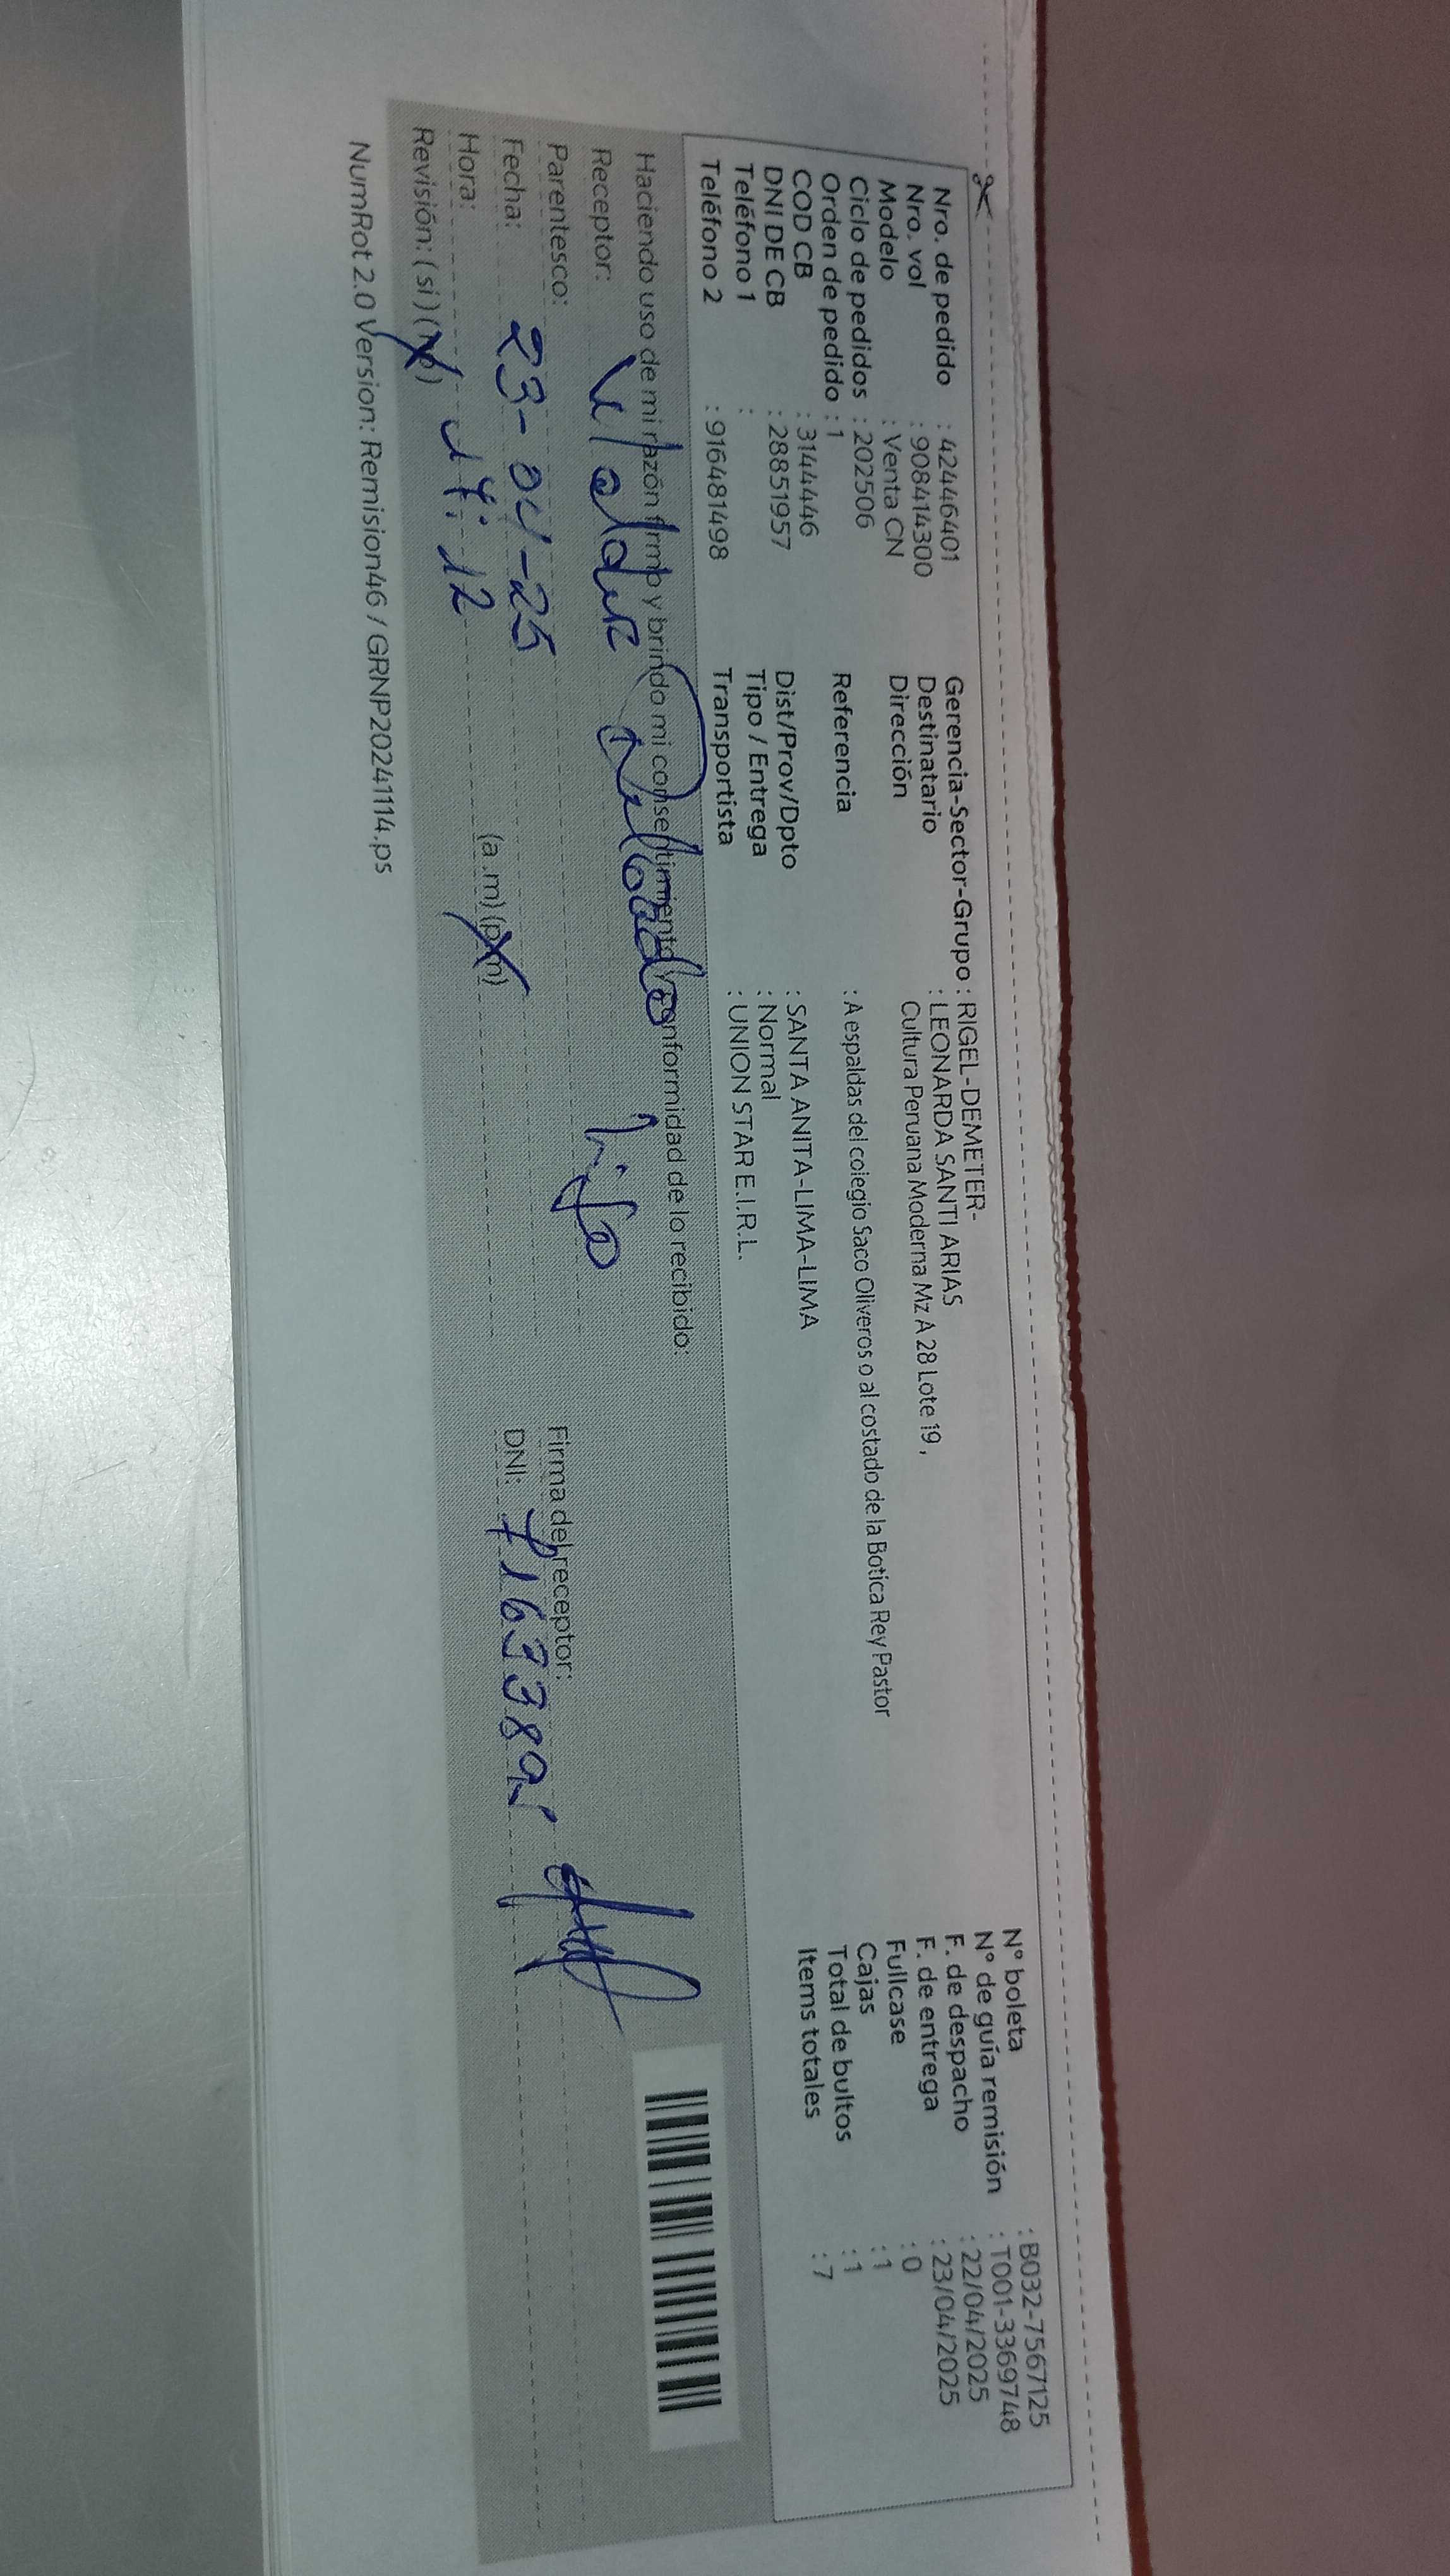 Nro. de pedido : 42446401
Nro. vol : 908414300
Modelo : Venta CN
Ciclo de pedidos : 202506
Orden de pedido : 1
COD CB : 3144446
DNI DE CB : 28851957
Teléfono 1 :
Teléfono 2 : 916481498
Gerencia-Sector-Grupo : RIGEL-DEMETER-
Destinatario : LEONARDA SANTI ARIAS
Dirección Cultura Peruana Moderna Mz A 28 Lote 19 ,
Referencia : A espaldas del colegio Saco Oliveros o al costado de la Botica Rey Pastor
Dist/Prov/Dpto : SANTA ANITA-LIMA-LIMA
Tipo / Entrega : Normal
Transportista : UNION STAR E.I.R.L.
N° boleta : B032-7567125
N° de guía remisión : T001-3369748
F. de despacho : 22/04/2025
F. de entrega : 23/04/2025
Fullcase : 0
Cajas : 1
Total de bultos : 1
Items totales : 7
Haciendo uso de mi razón firmo y brindo mi consentimiento y conformidad de lo recibido:
Receptor:
Parentesco:
Firma del receptor:
Fecha: 23-04-25
DNI:
Hora: 12 (a.m) (p.m)
Revisión: ( si ) ( no )
NumRot 2.0 Version: Remision46 / GRNP20241114.ps